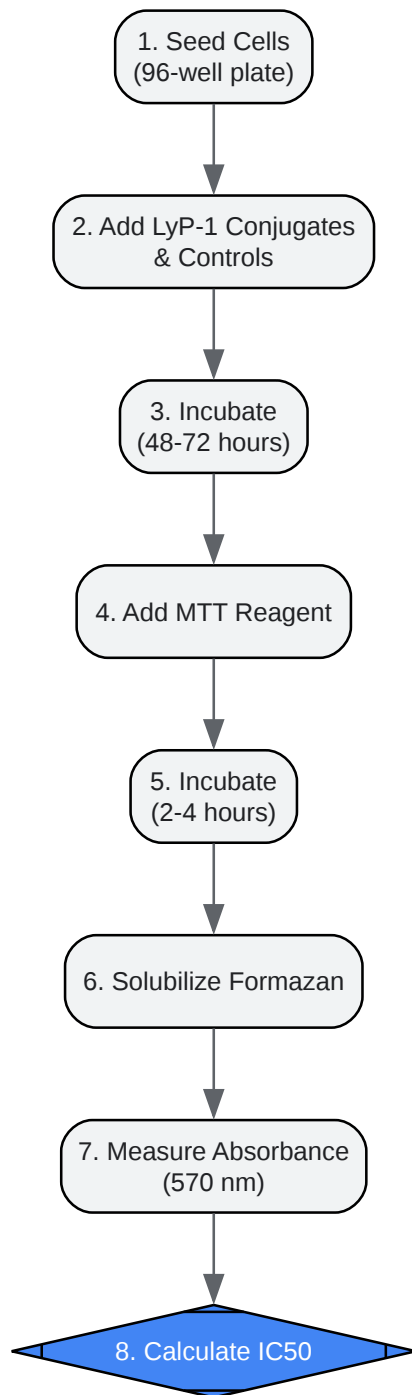 1. Seed Cells
(96-well plate)
2. Add LyP-1 Conjugates
& Controls
3. Incubate
(48-72 hours)
4. Add MTT Reagent
5. Incubate
(2-4 hours)
6. Solubilize Formazan
7. Measure Absorbance
(570 nm)
8. Calculate IC50